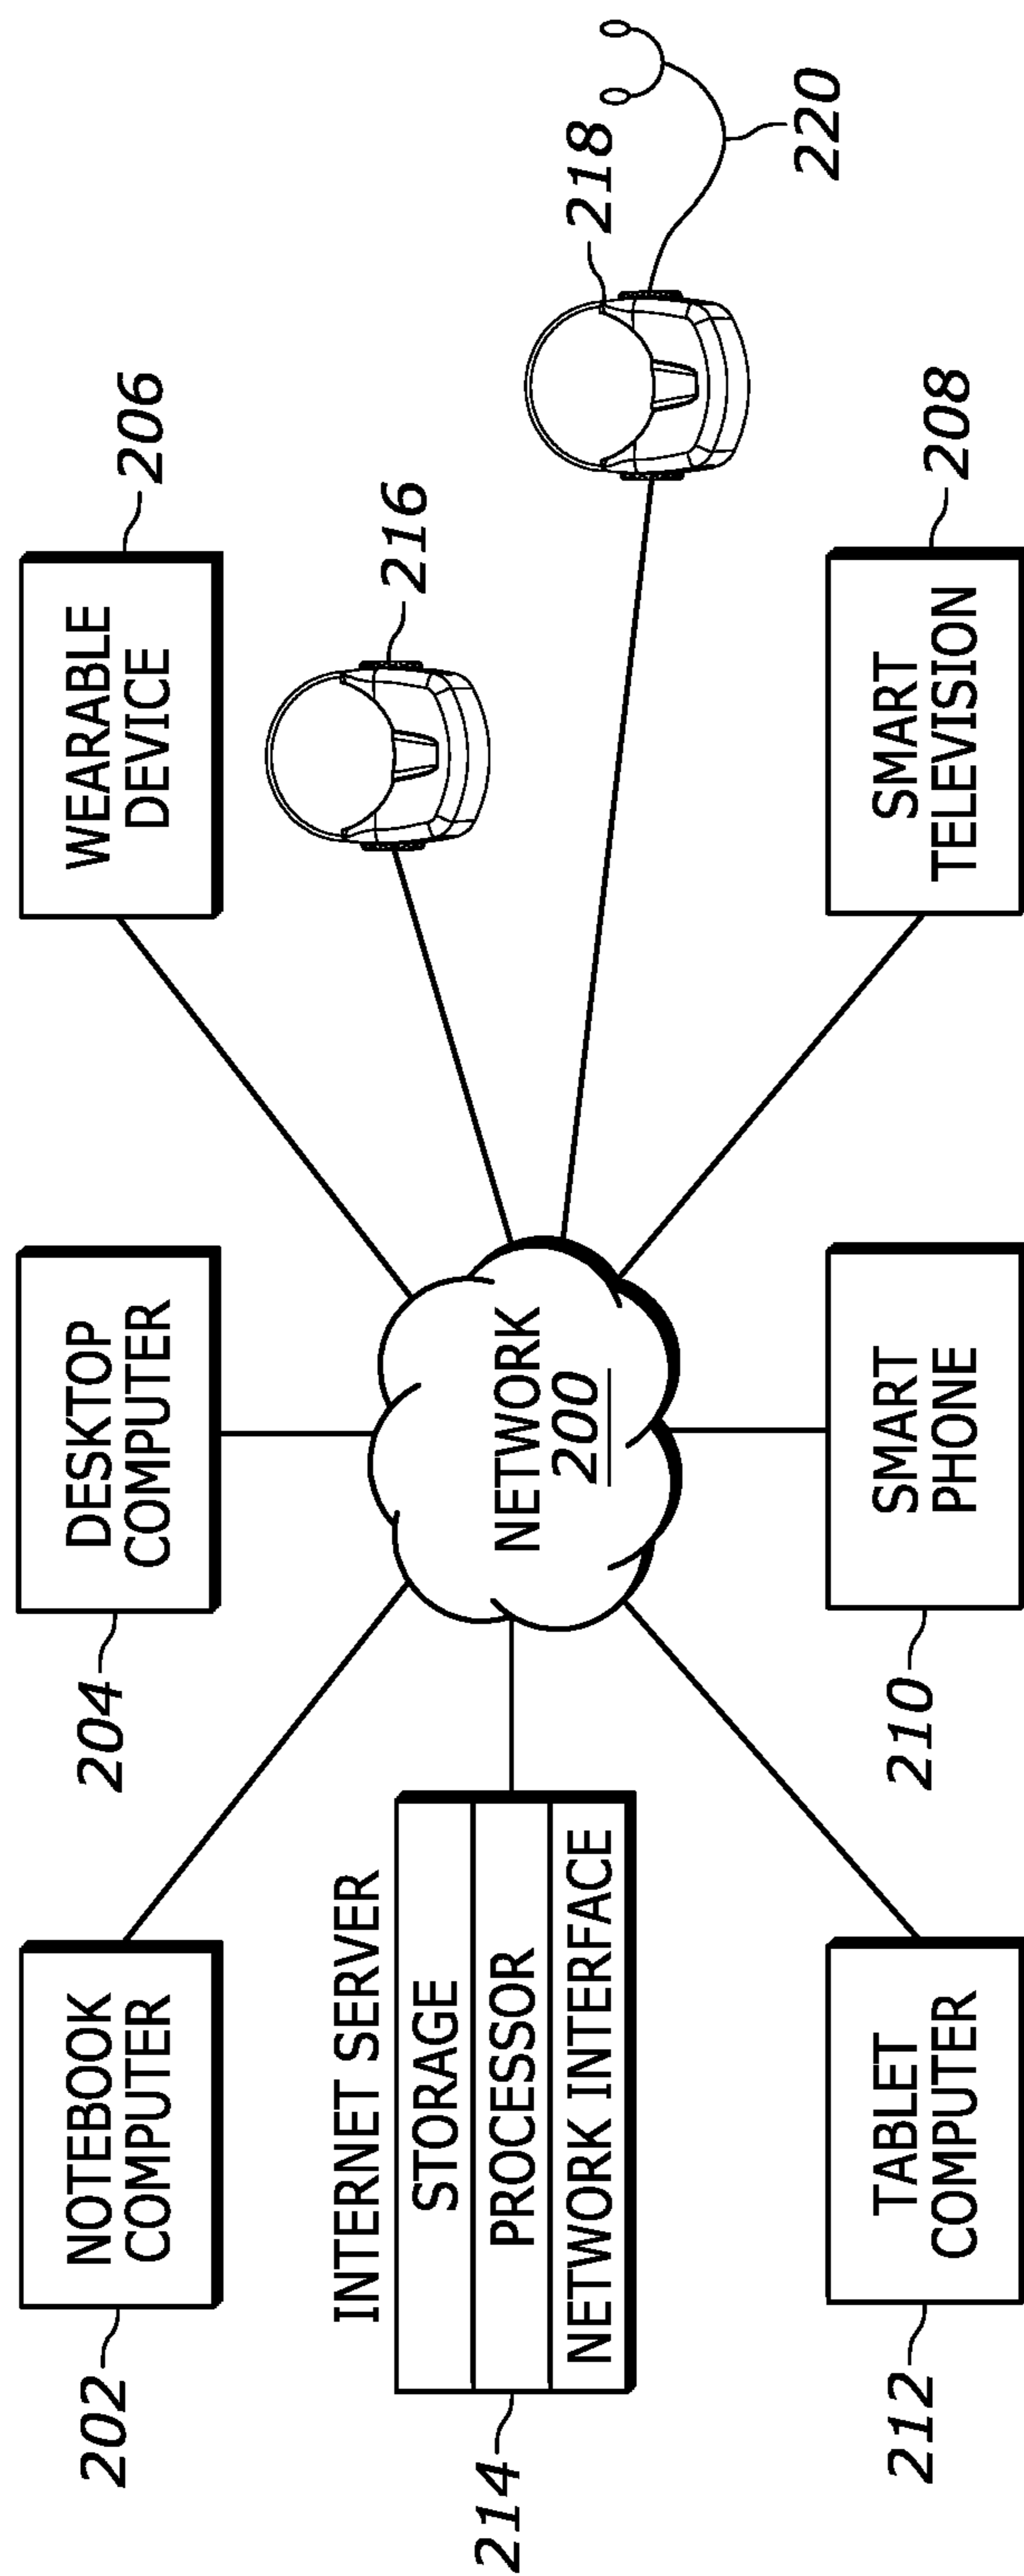 NOTEBOOK
COMPUTER
202
DESKTOP
COMPUTER
204
WEARABLE
DEVICE
206
INTERNET SERVER
STORAGE
PROCESSOR
NETWORK INTERFACE
214
NETWORK
200
216
218
220
TABLET
COMPUTER
212
SMART
PHONE
210
SMART
TELEVISION
208